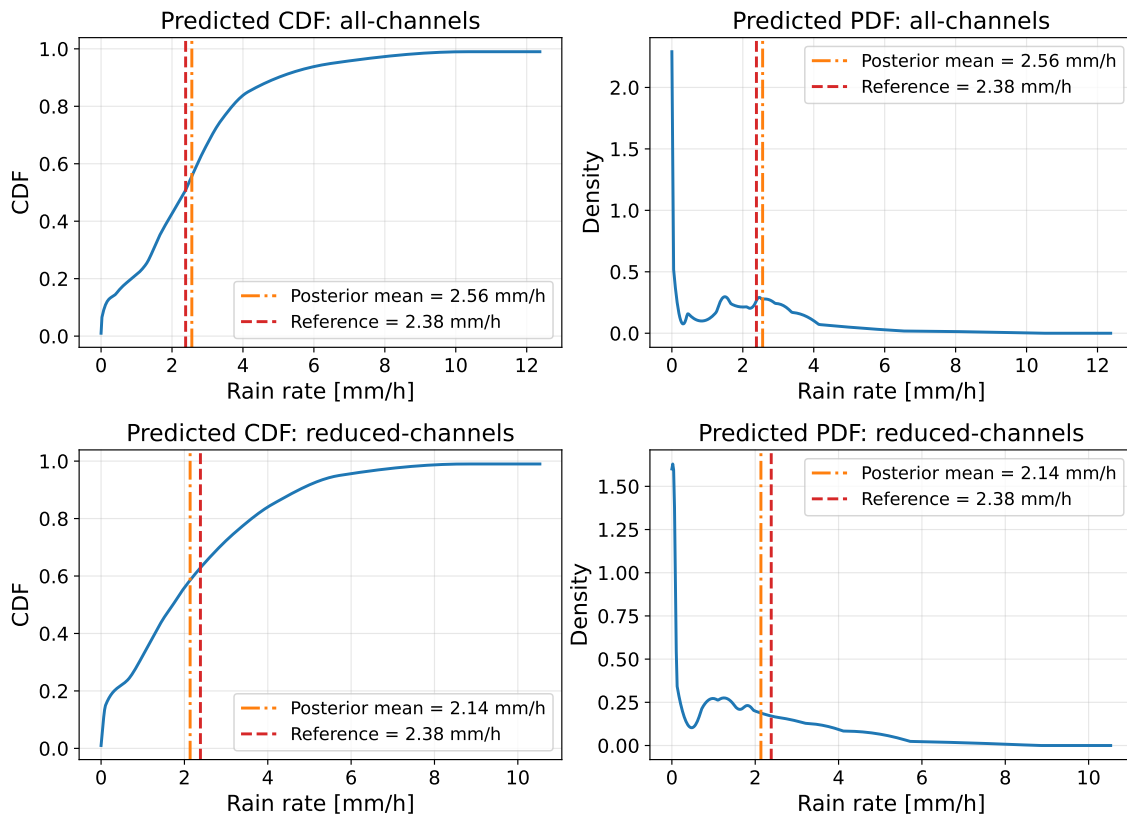 Predicted CDF: all-channels
CDF
1.0
0.8
0.6
0.4
0.2
0.0
Posterior mean = 2.56 mm/h
Reference = 2.38 mm/h
0 2 4 6 8 10 12
Rain rate [mm/h]
Predicted PDF: all-channels
Density
2.0
1.5
1.0
0.5
0.0
Posterior mean = 2.56 mm/h
Reference = 2.38 mm/h
0 2 4 6 8 10 12
Rain rate [mm/h]
Predicted CDF: reduced-channels
CDF
1.0
0.8
0.6
0.4
0.2
0.0
Posterior mean = 2.14 mm/h
Reference = 2.38 mm/h
0 2 4 6 8 10
Rain rate [mm/h]
Predicted PDF: reduced-channels
Density
1.50
1.25
1.00
0.75
0.50
0.25
0.00
Posterior mean = 2.14 mm/h
Reference = 2.38 mm/h
0 2 4 6 8 10
Rain rate [mm/h]